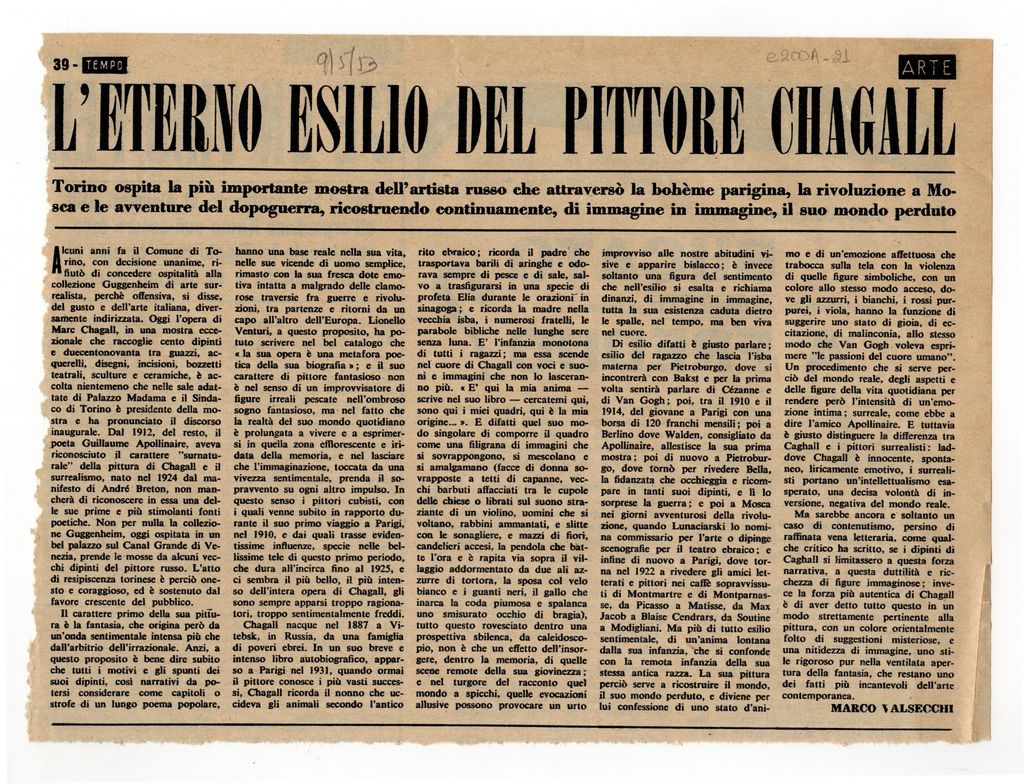 39 - TEMPO
9/5/53
e200A-21
ARTE
L'ETERNO ESILIO DEL PITTORE CHAGALL
Torino ospita la più importante mostra dell'artista russo che attraversò la bohème parigina, la rivoluzione a Mo-
sca e le avventure del dopoguerra, ricostruendo continuamente, di immagine in immagine, il suo mondo perduto
Alcuni anni fa il Comune di To-
rino, con decisione unanime, ri-
fiutò di concedere ospitalità alla
collezione Guggenheim di arte sur-
realista, perchè offensiva, si disse,
del gusto e dell'arte italiana, diver-
samente indirizzata. Oggi l'opera di
Marc Chagall, in una mostra ecce-
zionale che raccoglie cento dipinti
e duecentonovanta tra guazzi, ac-
querelli, disegni, incisioni, bozzetti
teatrali, sculture e ceramiche, è ac-
colta nientemeno che nelle sale adat-
tate di Palazzo Madama e il Sinda-
co di Torino è presidente della mo-
stra e ha pronunciato il discorso
inaugurale. Dal 1912, del resto, il
poeta Guillaume Apollinaire, aveva
riconosciuto il carattere "surnatu-
rale" della pittura di Chagall e il
surrealismo, nato nel 1924 dal ma-
nifesto di André Breton, non man-
cherà di riconoscere in essa una del-
le sue prime e più stimolanti fonti
poetiche. Non per nulla la collezio-
ne Guggenheim, oggi ospitata in un
bel palazzo sul Canal Grande di Ve-
nezia, prende le mosse da alcuni vec-
chi dipinti del pittore russo. L'atto
di resipiscenza torinese è perciò one-
sto e coraggioso, ed è sostenuto dal
favore crescente del pubblico.
Il carattere primo della sua pittu-
ra è la fantasia, che origina però da
un'onda sentimentale intensa più che
dall'arbitrio dell'irrazionale. Anzi, a
questo proposito è bene dire subito
che tutti i motivi e gli spunti dei
suoi dipinti, così narrativi da po-
tersi considerare come capitoli o
strofe di un lungo poema popolare,
hanno una base reale nella sua vita,
nelle sue vicende di uomo semplice,
rimasto con la sua fresca dote emo-
tiva intatta a malgrado delle clamo-
rose traversie fra guerre e rivolu-
zioni, tra partenze e ritorni da un
capo all'altro dell'Europa. Lionello
Venturi, a questo proposito, ha po-
tuto scrivere nel bel catalogo che
« la sua opera è una metafora poe-
tica della sua biografia »; e il suo
carattere di pittore fantasioso non
è nel senso di un improvvisatore di
figure irreali pescate nell'ombroso
sogno fantasioso, ma nel fatto che
la realtà del suo mondo quotidiano
è prolungata a vivere e a esprimer-
si in quella zona efflorescente e iri-
data della memoria, e nel lasciare
che l'immaginazione, toccata da una
vivezza sentimentale, prenda il so-
pravvento su ogni altro impulso. In
questo senso i pittori cubisti, con
i quali venne subito in rapporto du-
rante il suo primo viaggio a Parigi,
nel 1910, e dai quali trasse eviden-
tissime influenze, specie nelle bel-
lissime tele di questo primo periodo,
che dura all'incirca fino al 1925, e
ci sembra il più bello, il più inten-
so dell'intera opera di Chagall, gli
sono sempre apparsi troppo ragiona-
tori, troppo sentimentalmente freddi.
Chagall nacque nel 1887 a Vi-
tebsk, in Russia, da una famiglia
di poveri ebrei. In un suo breve e
intenso libro autobiografico, appar-
so a Parigi nel 1931, quando ormai
il pittore conosce i più vasti succes-
si, Chagall ricorda il nonno che uc-
cideva gli animali secondo l'antico
rito ebraico; ricorda il padre che
trasportava barili di aringhe e odo-
rava sempre di pesce e di sale, sal-
vo a trasfigurarsi in una specie di
profeta Elia durante le orazioni in
sinagoga; e ricorda la madre nella
vecchia isba, i numerosi fratelli, le
parabole bibliche nelle lunghe sere
senza luna. E' l'infanzia monotona
di tutti i ragazzi; ma essa scende
nel cuore di Chagall con voci e suo-
ni e immagini che non lo lasceran-
no più. « E' qui la mia anima —
scrive nel suo libro — cercatemi qui,
sono qui i miei quadri, qui è la mia
origine... ». E difatti quel suo mo-
do singolare di comporre il quadro
come una filigrana di immagini che
si sovrappongono, si mescolano e
si amalgamano (facce di donna so-
vrapposte a tetti di capanne, vec-
chi barbuti affacciati tra le cupole
delle chiese o librati sul suono stra-
ziante di un violino, uomini che si
voltano, rabbini ammantati, e slitte
con le sonagliere, e mazzi di fiori,
candelieri accesi, la pendola che bat-
te l'ora e è rapita via sopra il vil-
laggio addormentato da due ali az-
zurre di tortora, la sposa col velo
bianco e i guanti neri, il gallo che
inarca la coda piumosa e spalanca
uno smisurato occhio di bragia),
tutto questo rovesciato dentro una
prospettiva sbilenca, da caleidosco-
pio, non è che un effetto dell'insor-
gere, dentro la memoria, di quelle
scene remote della sua giovinezza;
e nel turgore del racconto quel
mondo a spicchi, quelle evocazioni
allusive possono provocare un urto
improvviso alle nostre abitudini vi-
sive e apparire bislacco; è invece
soltanto una figura del sentimento
che nell'esilio si esalta e richiama
dinanzi, di immagine in immagine,
tutta la sua esistenza caduta dietro
le spalle, nel tempo, ma ben viva
nel cuore.
Di esilio difatti è giusto parlare;
esilio del ragazzo che lascia l'isba
materna per Pietroburgo, dove si
incontrerà con Bakst e per la prima
volta sentirà parlare di Cézanne e
di Van Gogh; poi, tra il 1910 e il
1914, del giovane a Parigi con una
borsa di 120 franchi mensili; poi a
Berlino dove Walden, consigliato da
Apollinaire, allestisce la sua prima
mostra; poi di nuovo a Pietrobur-
go, dove tornò per rivedere Bella,
la fidanzata che occhieggia e ricom-
pare in tanti suoi dipinti, e lì lo
sorprese la guerra; e poi a Mosca
nei giorni avventurosi della rivolu-
zione, quando Lunaciarski lo nomi-
na commissario per l'arte o dipinge
scenografie per il teatro ebraico; e
infine di nuovo a Parigi, dove tor-
na nel 1922 a rivedere gli amici let-
terati e pittori nei caffè sopravvissu-
ti di Montmartre e di Montparnas-
se, da Picasso a Matisse, da Max
Jacob a Blaise Cendrars, da Soutine
a Modigliani. Ma più di tutto esilio
sentimentale, di un'anima lontana
dalla sua infanzia, che si confonde
con la remota infanzia della sua
stessa antica razza. La sua pittura
perciò serve a ricostruire il mondo,
il suo mondo perduto, e diviene per
lui confessione di uno stato d'ani-
mo e di un'emozione affettuosa che
trabocca sulla tela con la violenza
di quelle figure simboliche, con un
colore allo stesso modo acceso, do-
ve gli azzurri, i bianchi, i rossi pur-
purei, i viola, hanno la funzione di
suggerire uno stato di gioia, di ec-
citazione, di malinconia, allo stesso
modo che Van Gogh voleva espri-
mere "le passioni del cuore umano".
Un procedimento che si serve per-
ciò del mondo reale, degli aspetti e
delle figure della vita quotidiana per
rendere però l'intensità di un'emo-
zione intima; surreale, come ebbe a
dire l'amico Apollinaire. E tuttavia
è giusto distinguere la differenza tra
Caghall e i pittori surrealisti: lad-
dove Chagall è innocente, sponta-
neo, liricamente emotivo, i surreali-
sti portano un'intellettualismo esa-
sperato, una decisa volontà di in-
versione, negativa del mondo reale.
Ma sarebbe ancora e soltanto un
caso di contenutismo, persino di
raffinata vena letteraria, come qual-
che critico ha scritto, se i dipinti di
Caghall si limitassero a questa forza
narrativa, a questa duttilità e ric-
chezza di figure immaginose; inve-
ce la forza più autentica di Chagall
è di aver detto tutto questo in un
modo strettamente pertinente alla
pittura, con un colore orientalmente
folto di suggestioni misteriose, e
una nitidezza di immagine, uno sti-
le rigoroso pur nella ventilata aper-
tura della fantasia, che restano uno
dei fatti più incantevoli dell'arte
contemporanea.
MARCO VALSECCHI